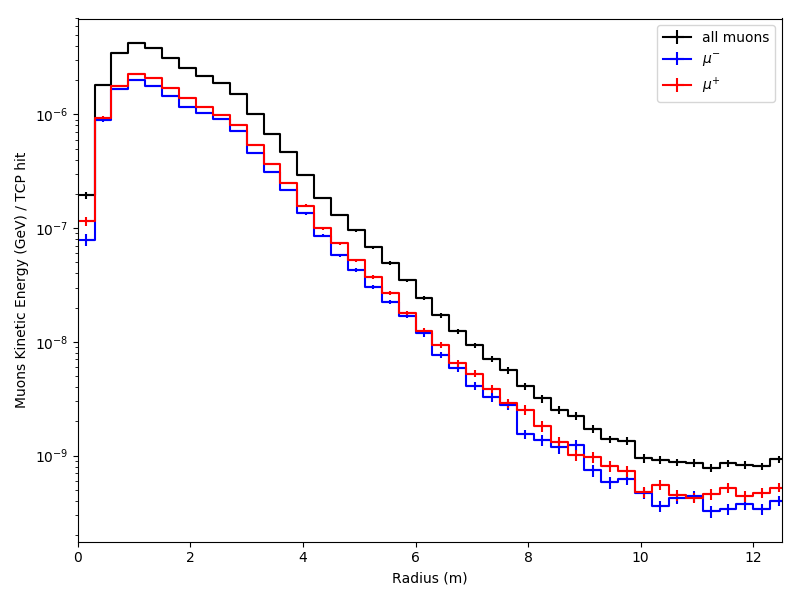 all muons
μ⁻
μ⁺
Muons Kinetic Energy (GeV) / TCP hit
10⁻⁶
10⁻⁷
10⁻⁸
10⁻⁹
0 2 4 6 8 10 12
Radius (m)